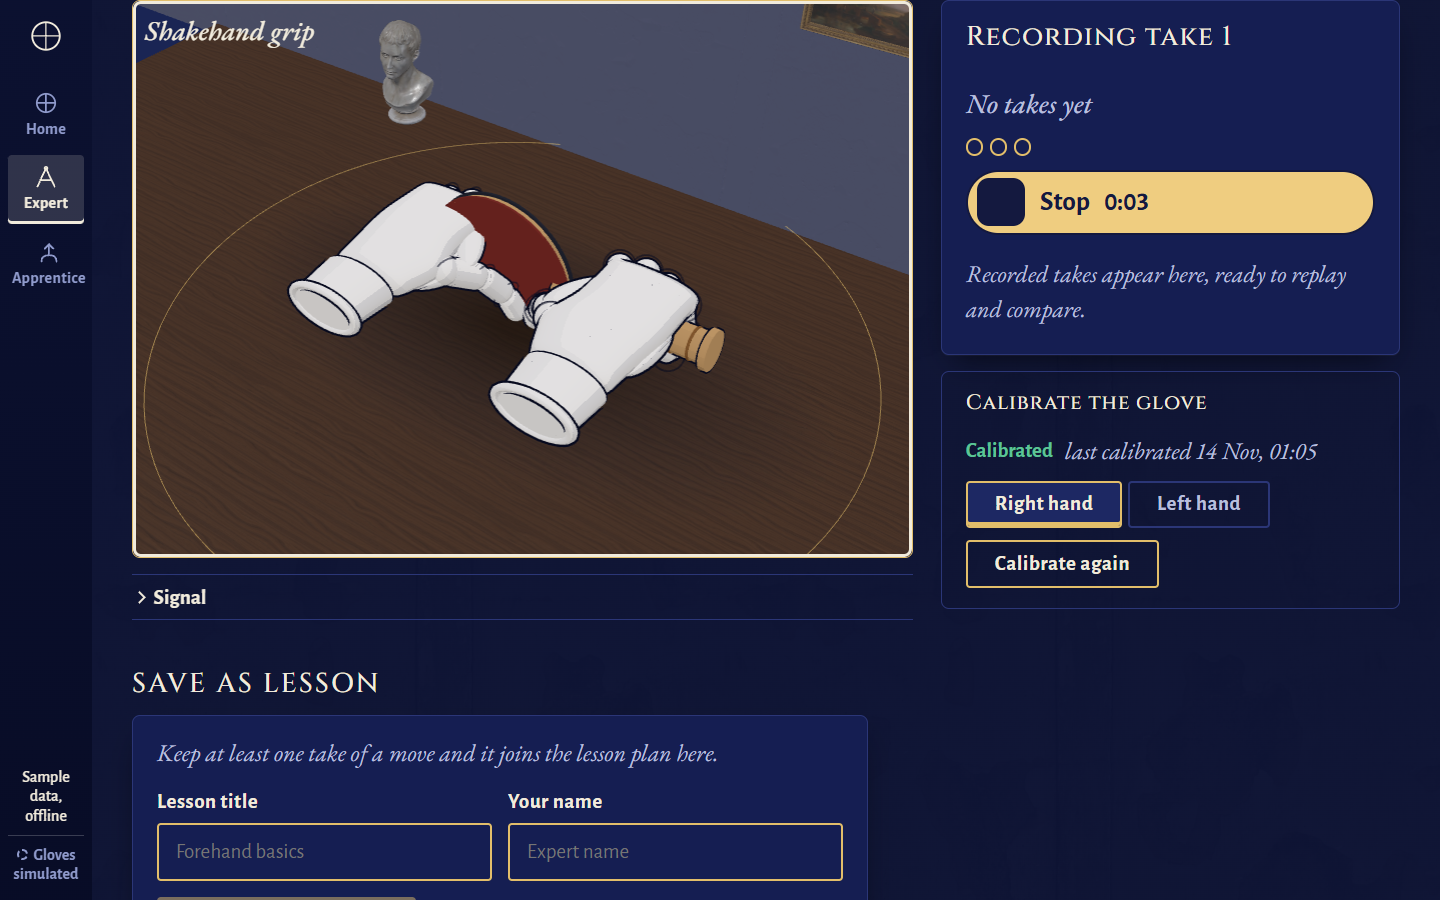 Home
Expert
Apprentice
Sample
data,
offline
Gloves
simulated
Shakehand grip
Signal
SAVE AS LESSON
Keep at least one take of a move and it joins the lesson plan here.
Lesson title
Your name
Forehand basics
Expert name
RECORDING TAKE 1
No takes yet
Stop 0:03
Recorded takes appear here, ready to replay
and compare.
CALIBRATE THE GLOVE
Calibrated last calibrated 14 Nov, 01:05
Right hand
Left hand
Calibrate again